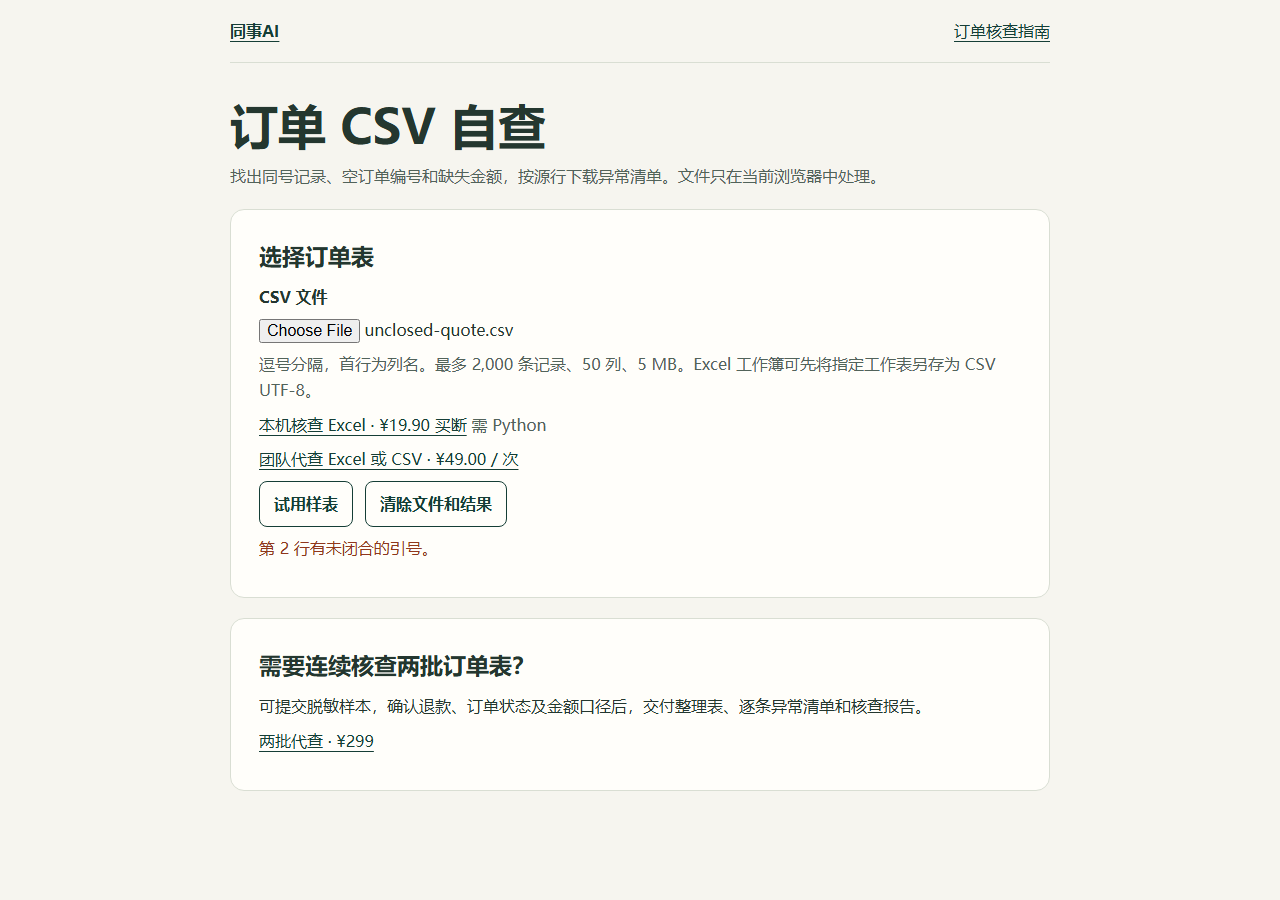 同事AI
订单核查指南
订单 CSV 自查
找出同号记录、空订单编号和缺失金额，按源行下载异常清单。文件只在当前浏览器中处理。
选择订单表
CSV 文件
Choose File unclosed-quote.csv
逗号分隔，首行为列名。最多 2,000 条记录、50 列、5 MB。Excel 工作簿可先将指定工作表另存为 CSV
UTF-8。
本机核查 Excel · ¥19.90 买断 需 Python
团队代查 Excel 或 CSV · ¥49.00 / 次
试用样表 清除文件和结果
第 2 行有未闭合的引号。
需要连续核查两批订单表？
可提交脱敏样本，确认退款、订单状态及金额口径后，交付整理表、逐条异常清单和核查报告。
两批代查 · ¥299